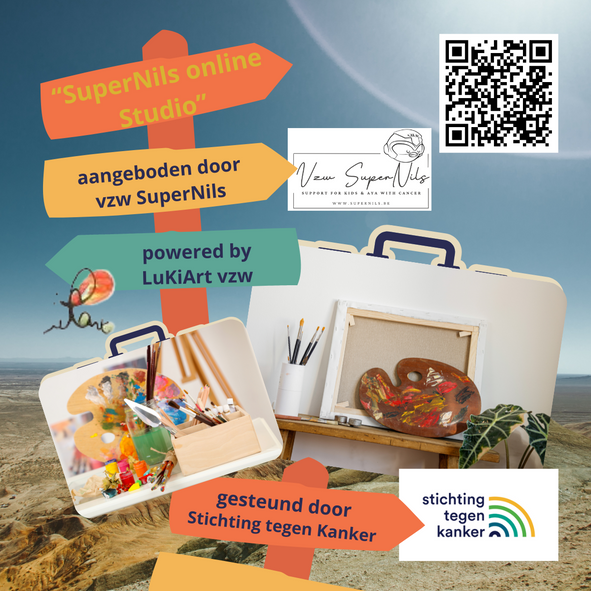 “SuperNils online
Studio”
aangeboden door
vzw SuperNils
Vzw SuperNils
SUPPORT FOR KIDS & AYA WITH CANCER
WWW.SUPERNILS.BE
powered by
LuKiArt vzw
gesteund door
Stichting tegen Kanker
stichting
tegen
kanker